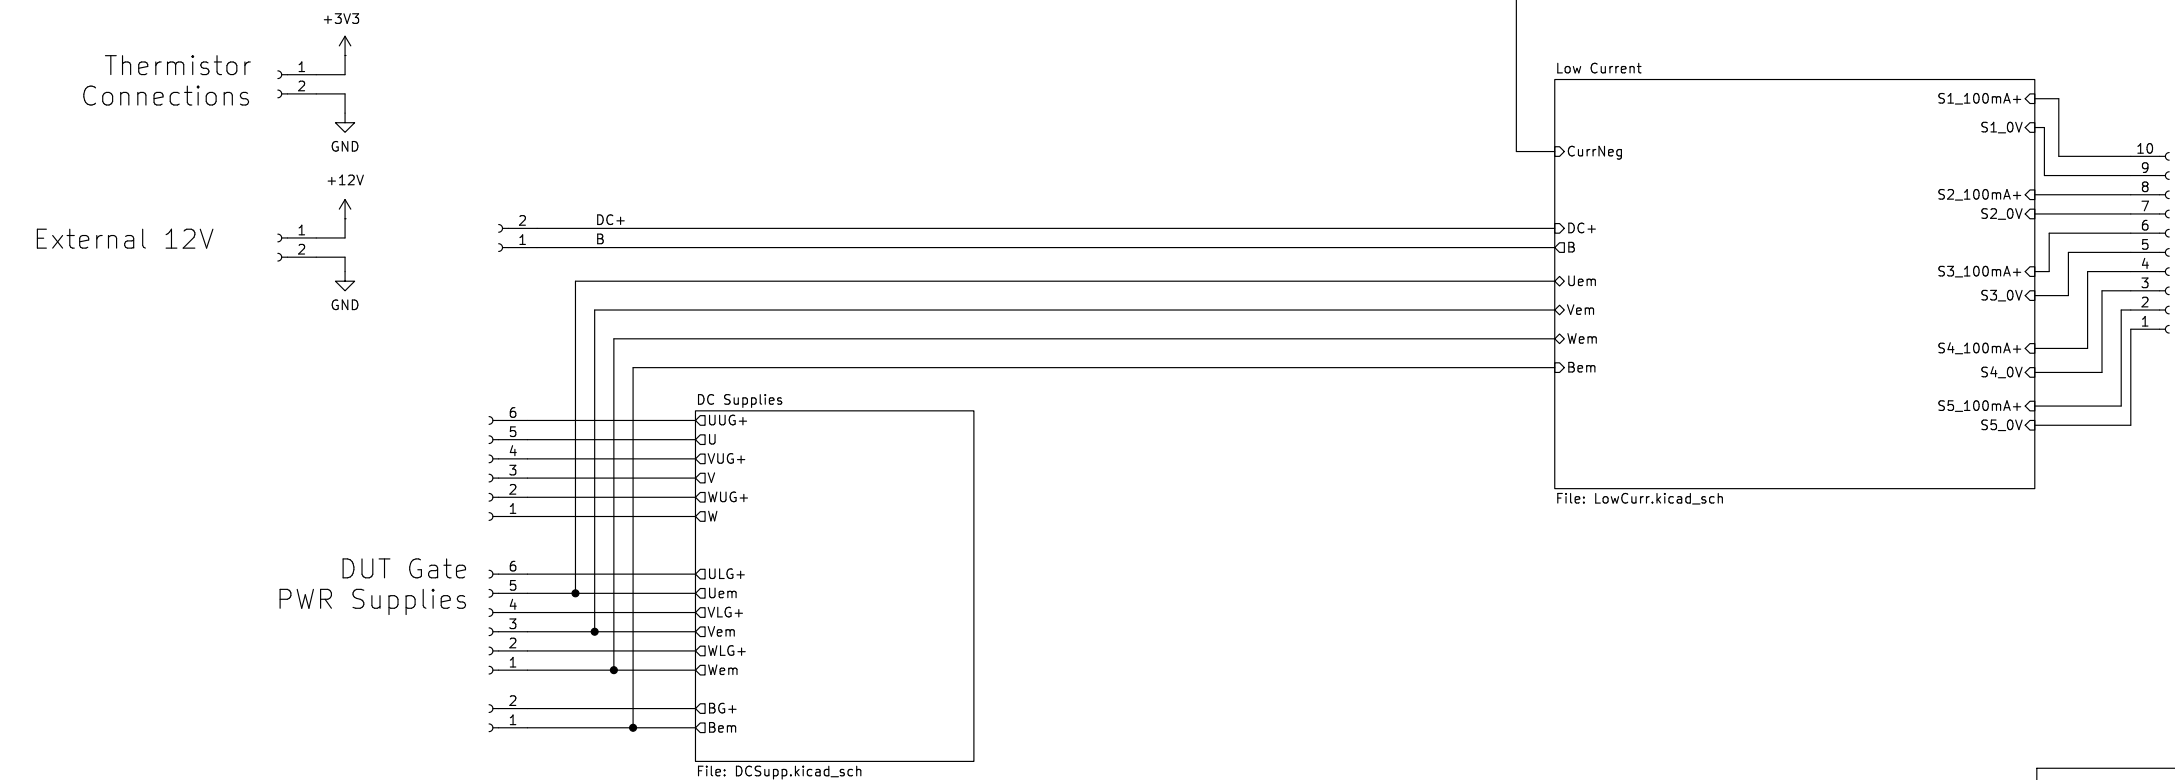 +3V3
Thermistor
Connections
1
2
GND
+12V
External 12V
1
2
GND
2 DC+
1 B
Low Current
CurrNeg
DC+
B
Uem
Vem
Wem
Bem
S1_100mA+
S1_0V
S2_100mA+
S2_0V
S3_100mA+
S3_0V
S4_100mA+
S4_0V
S5_100mA+
S5_0V
10
9
8
7
6
5
4
3
2
1
File: LowCurr.kicad_sch
DC Supplies
6 UUG+
5 U
4 VUG+
3 V
2 WUG+
1 W
DUT Gate
PWR Supplies
6 ULG+
5 Uem
4 VLG+
3 Vem
2 WLG+
1 Wem
2 BG+
1 Bem
File: DCSupp.kicad_sch